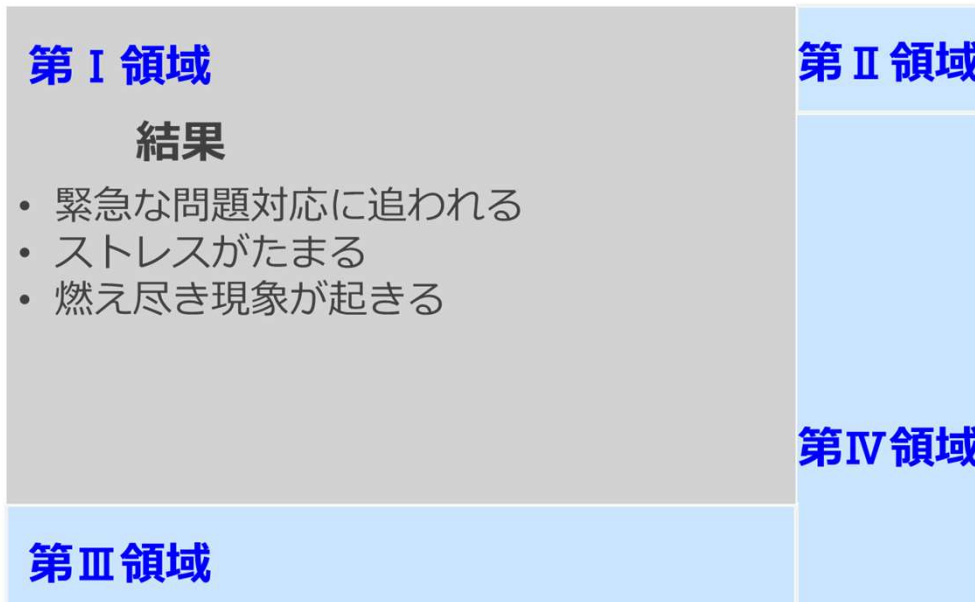 第Ⅰ領域
第Ⅱ領域
結果
• 緊急な問題対応に追われる
• ストレスがたまる
• 燃え尽き現象が起きる
第Ⅳ領域
第Ⅲ領域